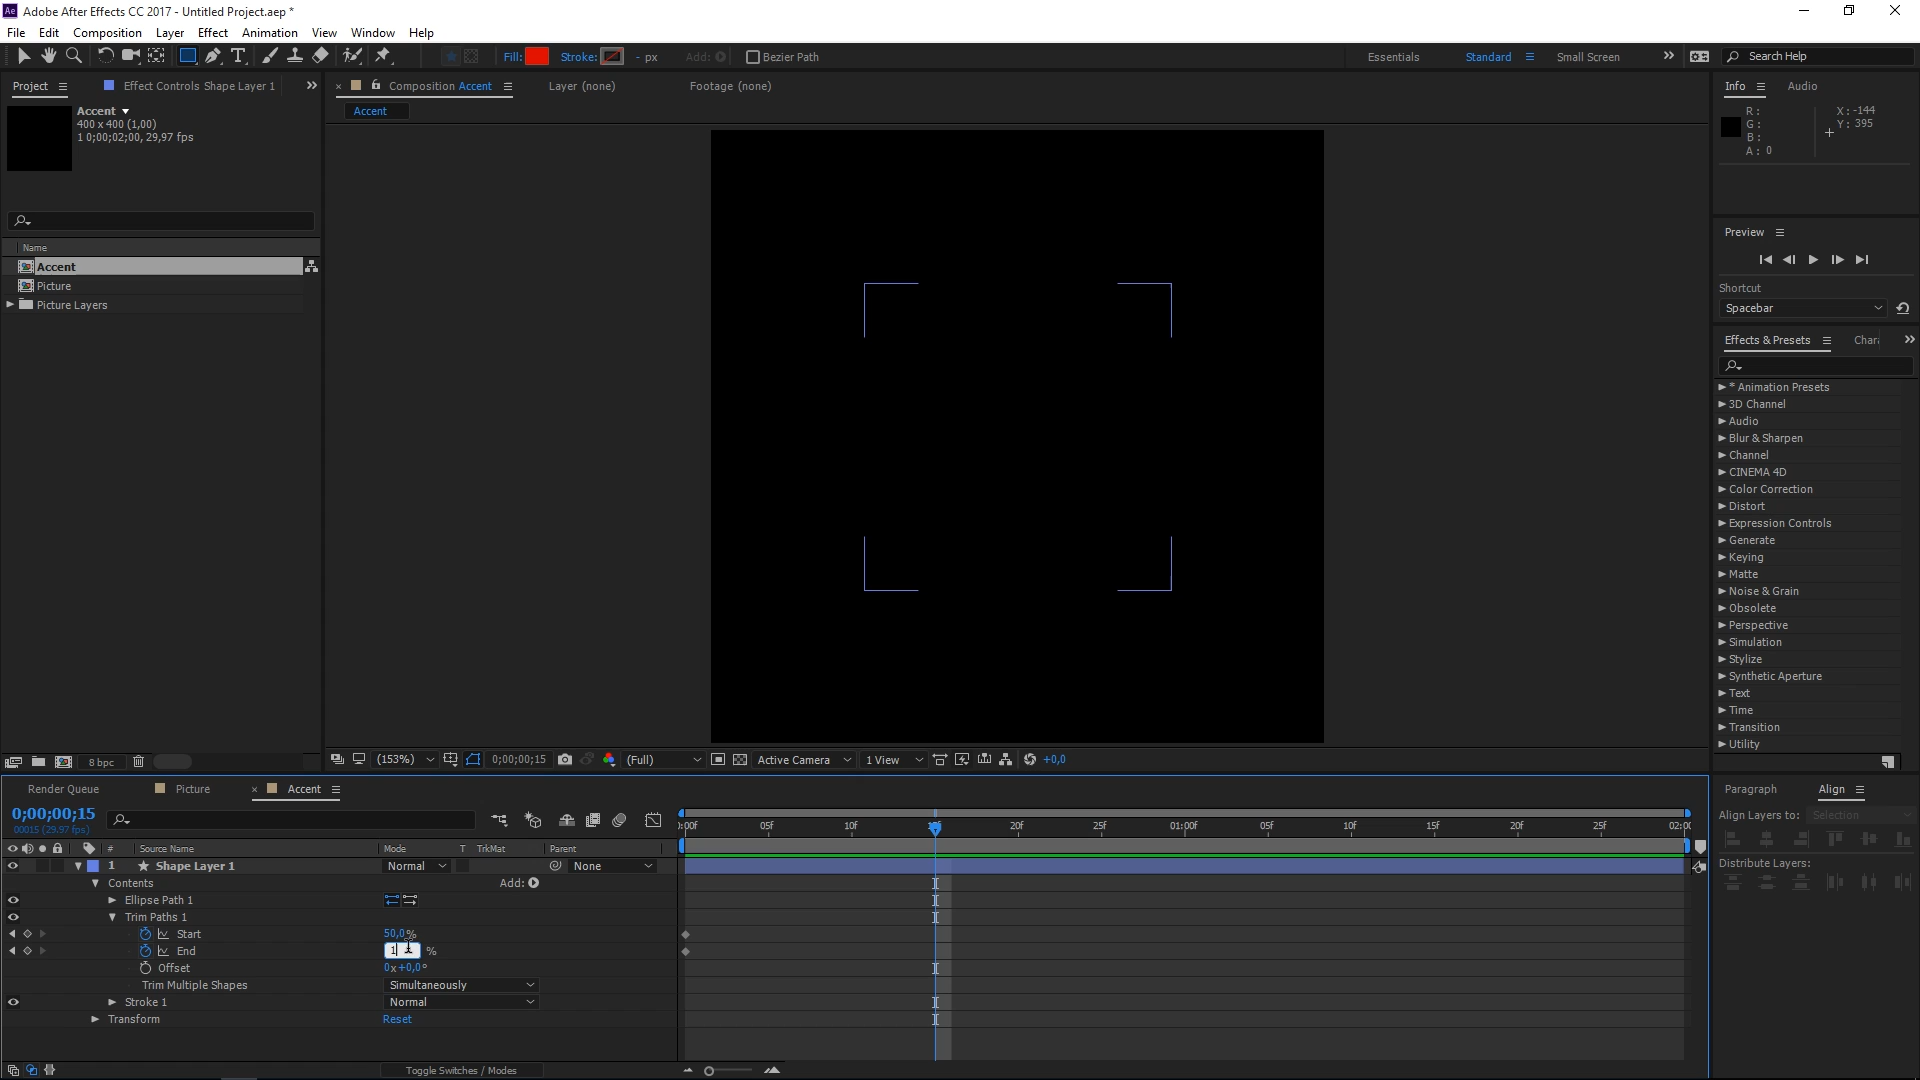 Ae Adobe After Effects CC 2017 - Untitled Project.aep *
File Edit Composition Layer Effect Animation View Window Help
Fill: Stroke: - px Add: Bezier Path Essentials Standard Small Screen Search Help
Project Effect Controls Shape Layer 1
Composition Accent Layer (none) Footage (none)
Info Audio
Accent
400 x 400 (1,00)
1 0;00;02;00, 29,97 fps
Accent
R:
G:
B:
A: 0
X: -144
Y: 395
Preview
Shortcut
Spacebar
Name
Accent
Picture
Picture Layers
Effects & Presets Char
* Animation Presets
3D Channel
Audio
Blur & Sharpen
Channel
CINEMA 4D
Color Correction
Distort
Expression Controls
Generate
Keying
Matte
Noise & Grain
Obsolete
Perspective
Simulation
Stylize
Synthetic Aperture
Text
Time
Transition
Utility
8 bpc
(153%) 0;00;00;15 (Full) Active Camera 1 View +0,0
Render Queue Picture Accent
Paragraph Align
0;00;00;15
00015 (29.97 fps)
):00f 05f 10f 15f 20f 25f 01:00f 05f 10f 15f 20f 25f 02:0(
Align Layers to: Selection
# Source Name Mode T TrkMat Parent
1 Shape Layer 1 Normal None
Distribute Layers:
Contents Add:
Ellipse Path 1
Trim Paths 1
Start 50,0%
End 1 %
Offset 0x+0,0°
Trim Multiple Shapes Simultaneously
Stroke 1 Normal
Transform Reset
Toggle Switches / Modes